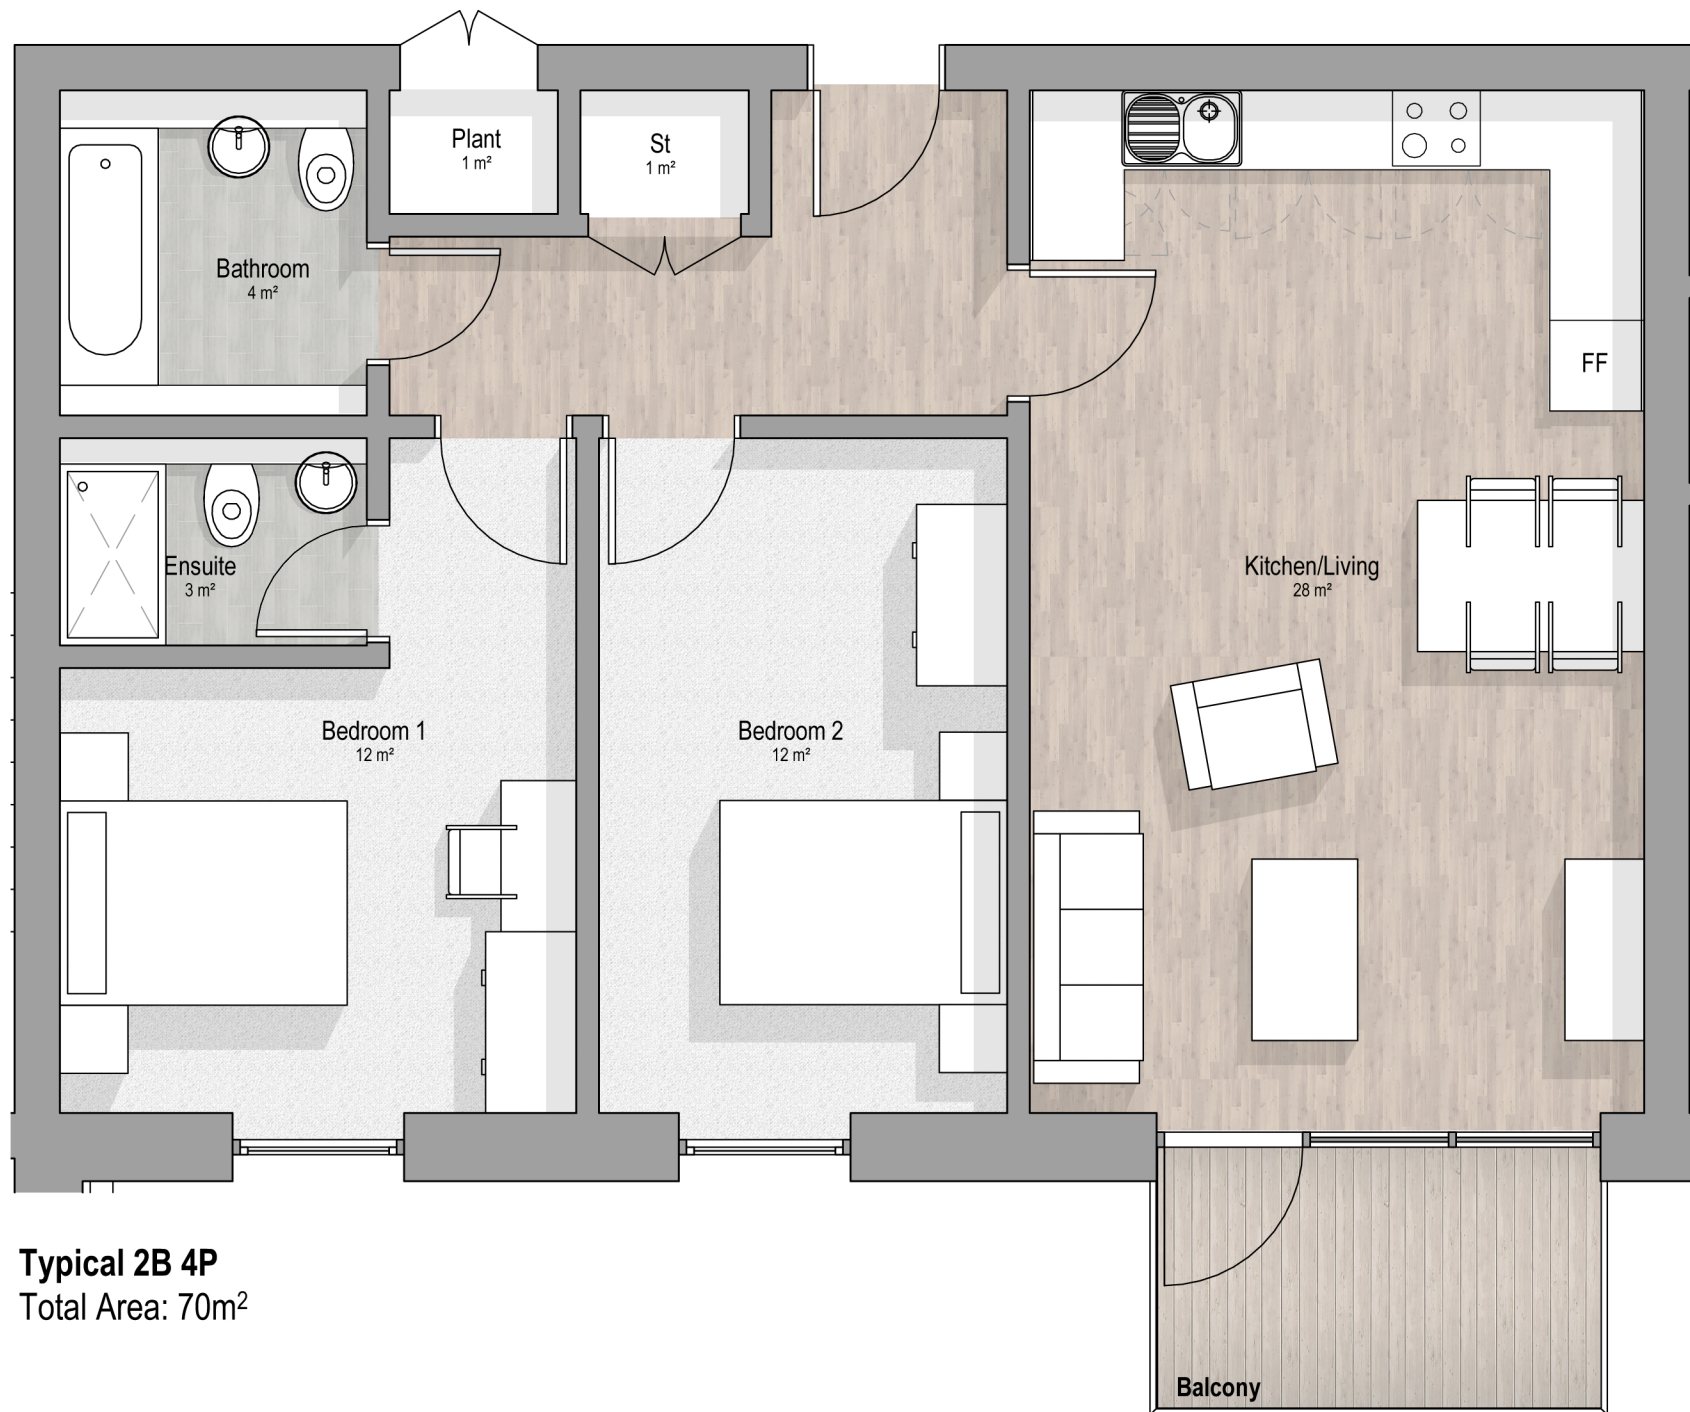 Plant
1 m²
St
1 m²
Bathroom
4 m²
FF
Ensuite
3 m²
Kitchen/Living
28 m²
Bedroom 1
12 m²
Bedroom 2
12 m²
Typical 2B 4P
Total Area: 70m²
Balcony